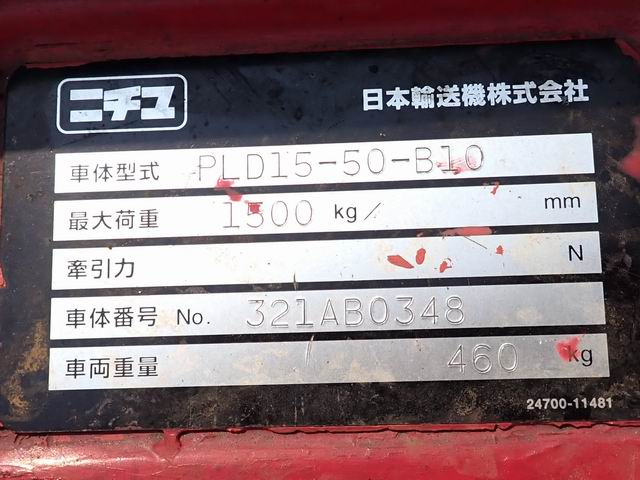 ニチユ
日本輸送機株式会社
車体型式 PLD15-50-B10
最大荷重 1500 kg/ mm
牽引力 N
車体番号 No. 321AB0348
車両重量 460 kg
24700-11481